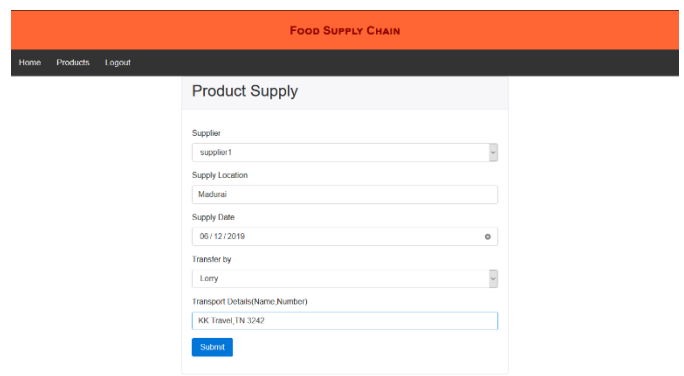 Food Supply Chain
Home Products Logout
Product Supply
Supplier
supplier1
Supply Location
Madurai
Supply Date
06 / 12 / 2019
Transfer by
Lorry
Transport Details(Name,Number)
KK Travel,TN 3242
Submit